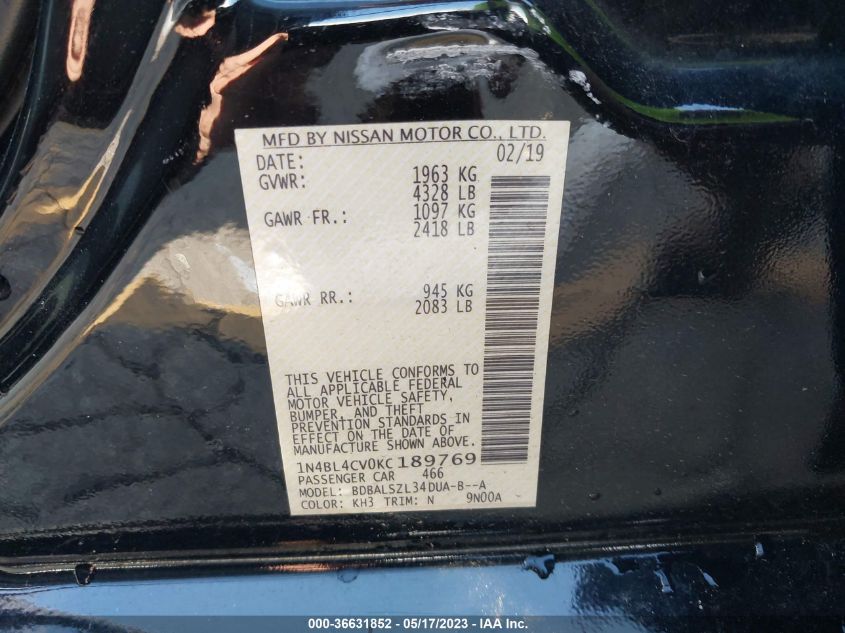 MFD BY NISSAN MOTOR CO., LTD.
DATE: 02/19
GVWR: 1963 KG
4328 LB
GAWR FR.: 1097 KG
2418 LB
GAWR RR.: 945 KG
2083 LB
THIS VEHICLE CONFORMS TO
ALL APPLICABLE FEDERAL
MOTOR VEHICLE SAFETY,
BUMPER, AND THEFT
PREVENTION STANDARDS IN
EFFECT ON THE DATE OF
MANUFACTURE SHOWN ABOVE.
1N4BL4CV0KC189769
PASSENGER CAR 466
MODEL: BDBALSZL34DUA-B--A
COLOR: KH3 TRIM: N 9N00A
000-36631852 - 05/17/2023 - IAA Inc.